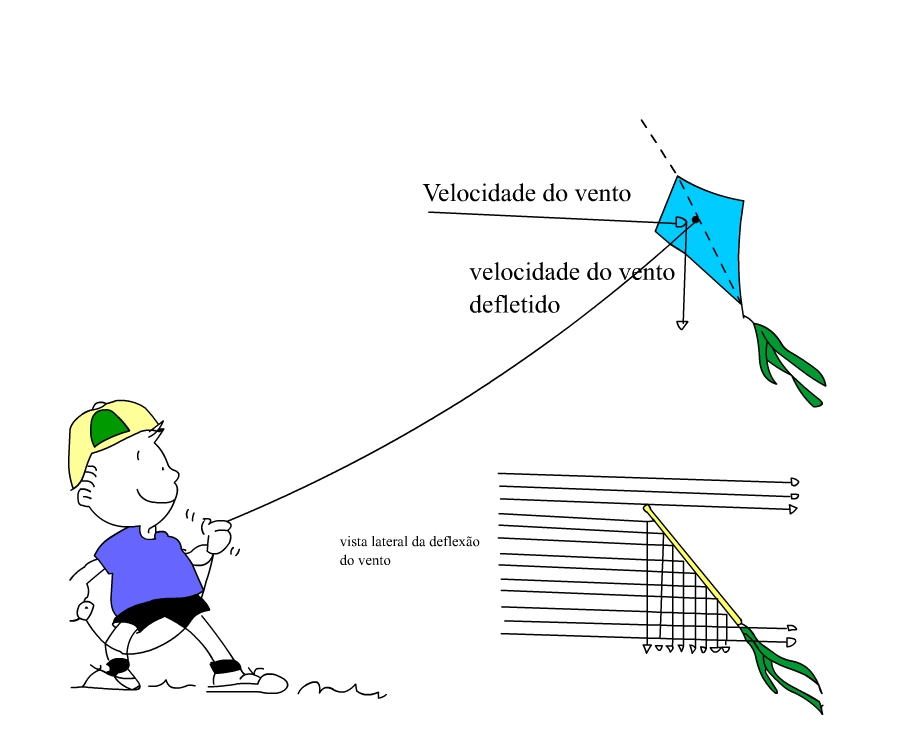 Velocidade do vento
velocidade do vento
defletido
vista lateral da deflexão
do vento